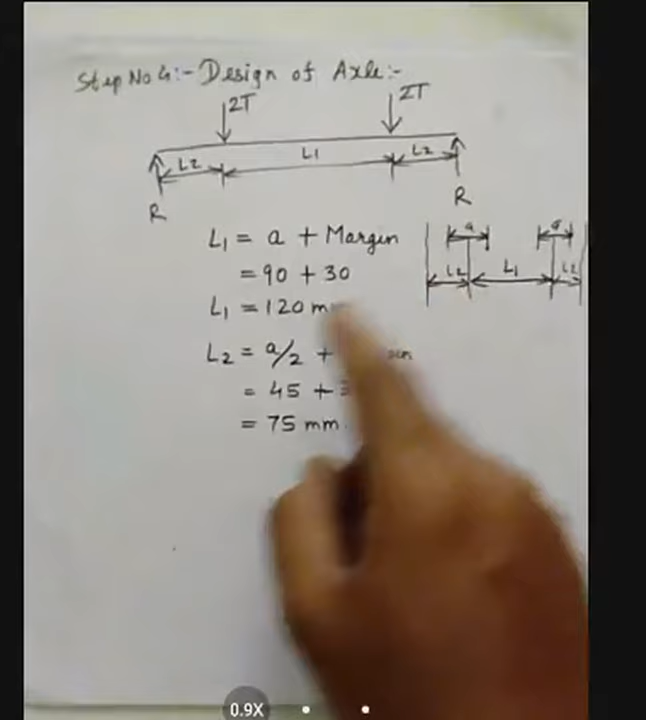 Step No 4:- Design of Axle:-
2T 2T
L2 L1 L2
R R
L1 = a + Margin
= 90 + 30
L1 = 120 m
L2 = a/2 +
= 45 +
= 75 mm
a a
L2 L1 L2
0.9X